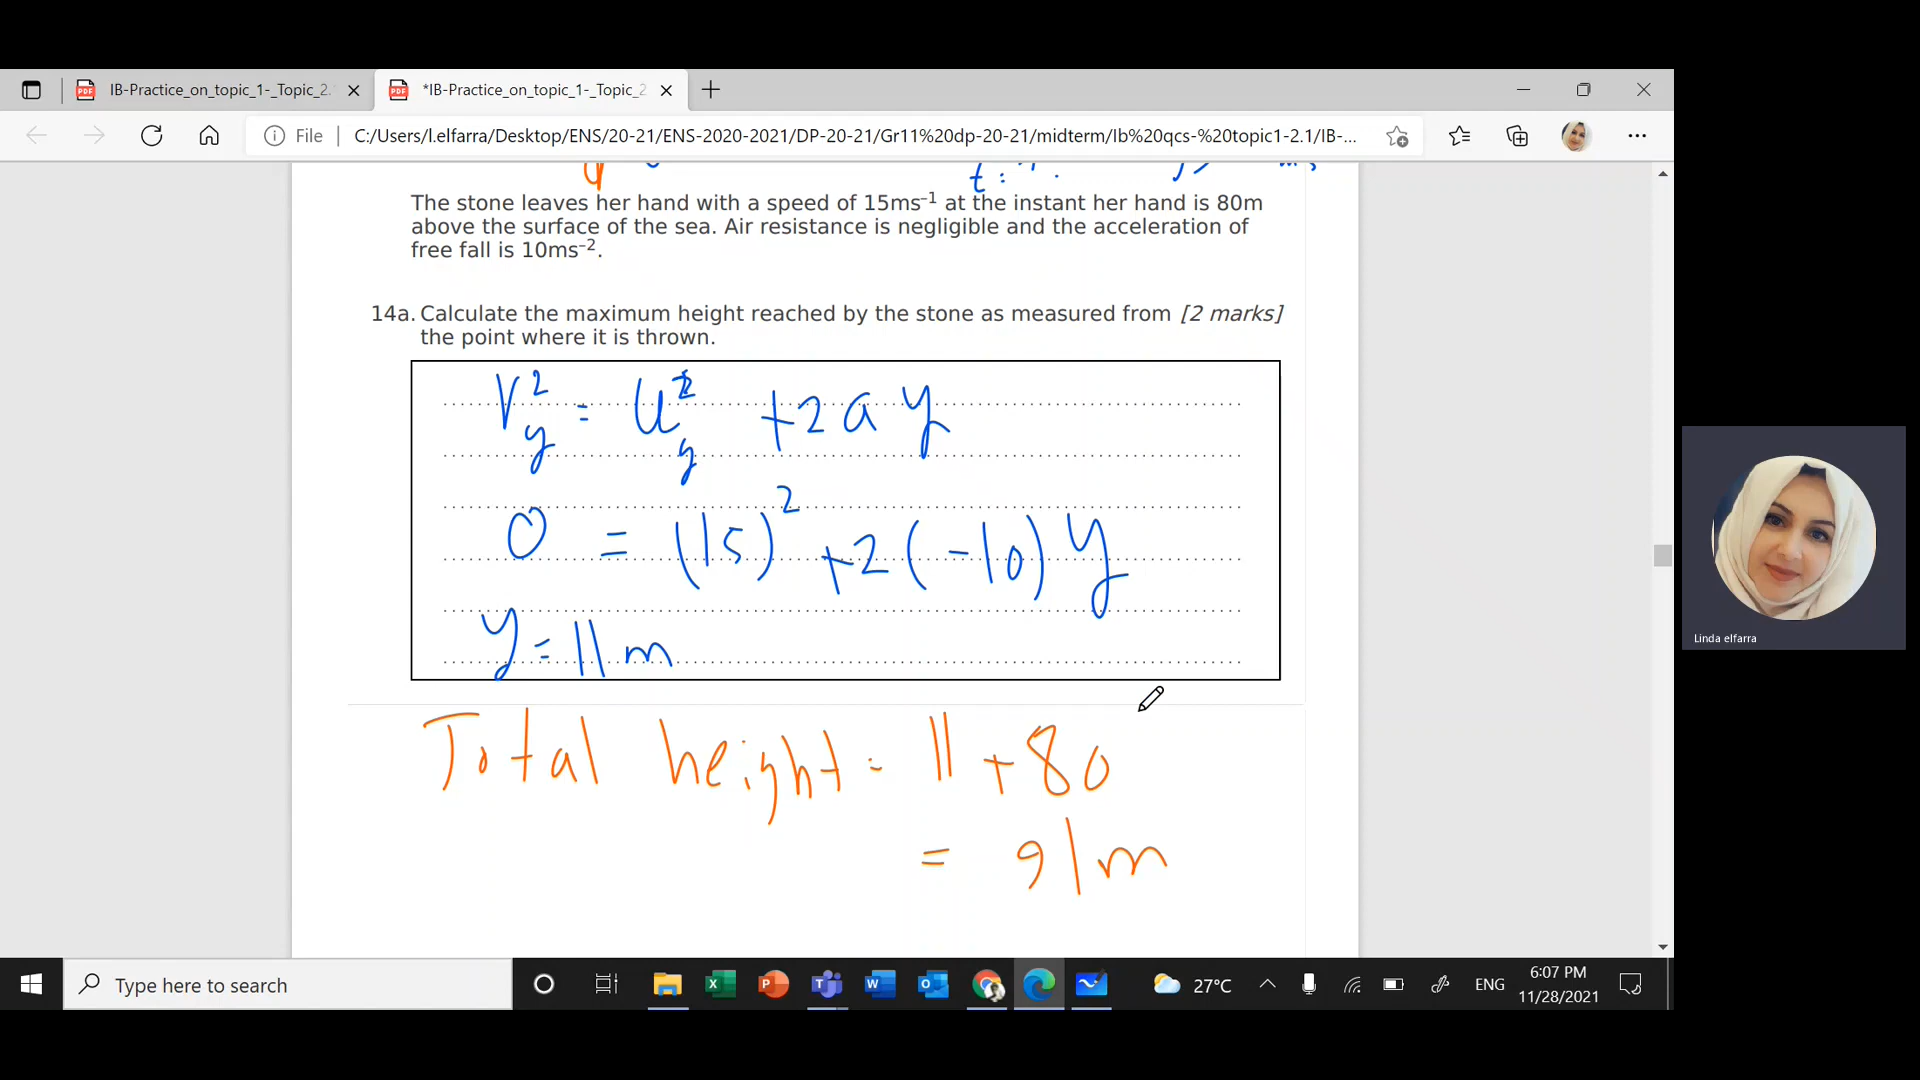 IB-Practice_on_topic_1-_Topic_2.
*IB-Practice_on_topic_1-_Topic_2
File
C:/Users/l.elfarra/Desktop/ENS/20-21/ENS-2020-2021/DP-20-21/Gr11%20dp-20-21/midterm/Ib%20qcs-%20topic1-2.1/IB-...
The stone leaves her hand with a speed of 15ms⁻¹ at the instant her hand is 80m
above the surface of the sea. Air resistance is negligible and the acceleration of
free fall is 10ms⁻².
14a. Calculate the maximum height reached by the stone as measured from [2 marks]
the point where it is thrown.
V²y = U²y +2 a y
0 = (15)² +2 (-10) y
y = 11 m
Total height = 11 + 80
= 91m
Linda elfarra
Type here to search
27°C
ENG
6:07 PM
11/28/2021